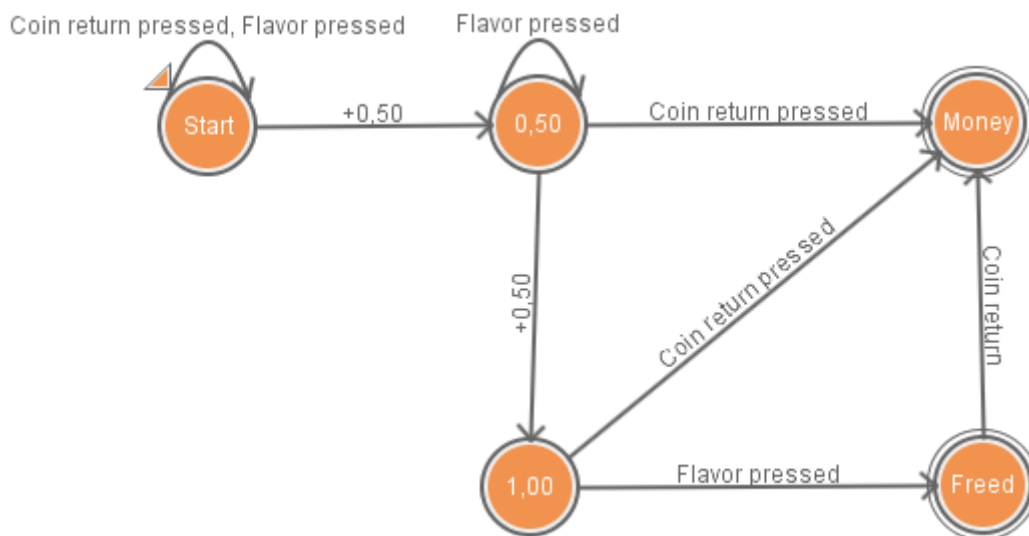 Coin return pressed, Flavor pressed
Flavor pressed
Start
+0,50
0,50
Coin return pressed
Money
+0,50
Coin return pressed
Coin return
1,00
Flavor pressed
Freed